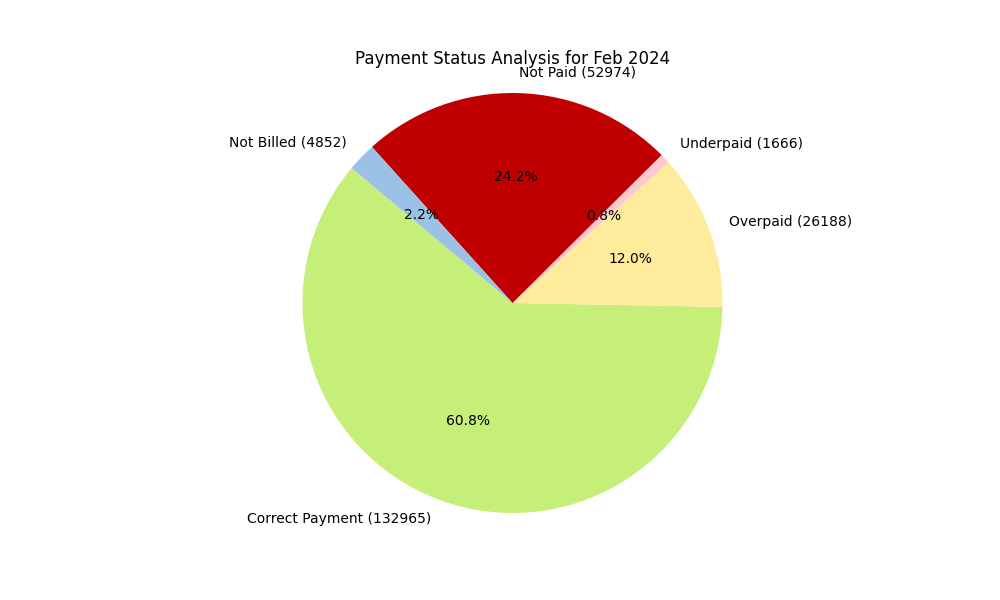 Payment Status Analysis for Feb 2024
Not Paid (52974)
Not Billed (4852)
Underpaid (1666)
24.2%
2.2%
0.8%
Overpaid (26188)
12.0%
60.8%
Correct Payment (132965)